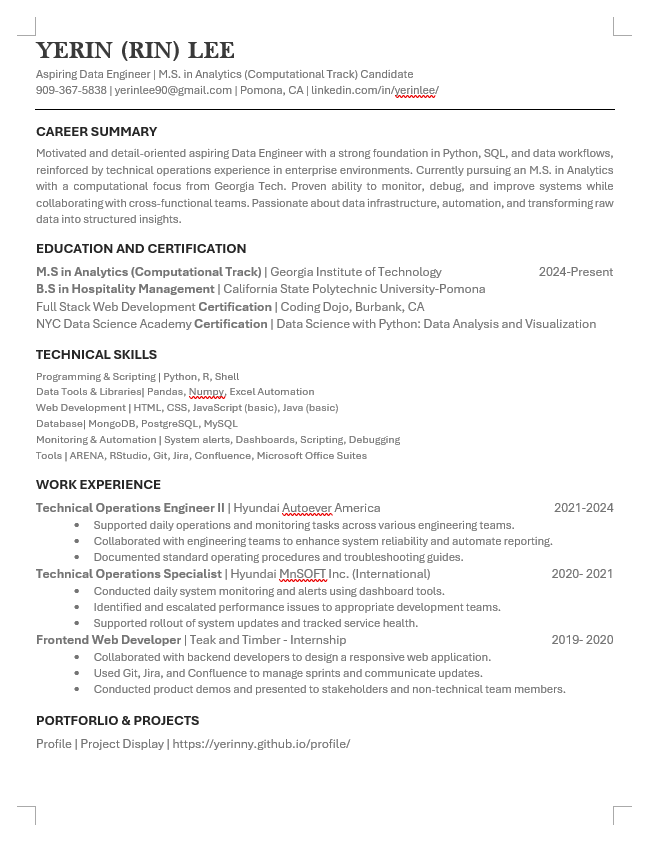 YERIN (RIN) LEE
Aspiring Data Engineer | M.S. in Analytics (Computational Track) Candidate
909-367-5838 | yerinlee90@gmail.com | Pomona, CA | linkedin.com/in/yerinlee/
CAREER SUMMARY
Motivated and detail-oriented aspiring Data Engineer with a strong foundation in Python, SQL, and data workflows,
reinforced by technical operations experience in enterprise environments. Currently pursuing an M.S. in Analytics
with a computational focus from Georgia Tech. Proven ability to monitor, debug, and improve systems while
collaborating with cross-functional teams. Passionate about data infrastructure, automation, and transforming raw
data into structured insights.
EDUCATION AND CERTIFICATION
M.S in Analytics (Computational Track) | Georgia Institute of Technology 2024-Present
B.S in Hospitality Management | California State Polytechnic University-Pomona
Full Stack Web Development Certification | Coding Dojo, Burbank, CA
NYC Data Science Academy Certification | Data Science with Python: Data Analysis and Visualization
TECHNICAL SKILLS
Programming & Scripting | Python, R, Shell
Data Tools & Libraries| Pandas, Numpy, Excel Automation
Web Development | HTML, CSS, JavaScript (basic), Java (basic)
Database| MongoDB, PostgreSQL, MySQL
Monitoring & Automation | System alerts, Dashboards, Scripting, Debugging
Tools | ARENA, RStudio, Git, Jira, Confluence, Microsoft Office Suites
WORK EXPERIENCE
Technical Operations Engineer II | Hyundai Autoever America 2021-2024
• Supported daily operations and monitoring tasks across various engineering teams.
• Collaborated with engineering teams to enhance system reliability and automate reporting.
• Documented standard operating procedures and troubleshooting guides.
Technical Operations Specialist | Hyundai MnSOFT Inc. (International) 2020- 2021
• Conducted daily system monitoring and alerts using dashboard tools.
• Identified and escalated performance issues to appropriate development teams.
• Supported rollout of system updates and tracked service health.
Frontend Web Developer | Teak and Timber - Internship 2019- 2020
• Collaborated with backend developers to design a responsive web application.
• Used Git, Jira, and Confluence to manage sprints and communicate updates.
• Conducted product demos and presented to stakeholders and non-technical team members.
PORTFORLIO & PROJECTS
Profile | Project Display | https://yerinny.github.io/profile/